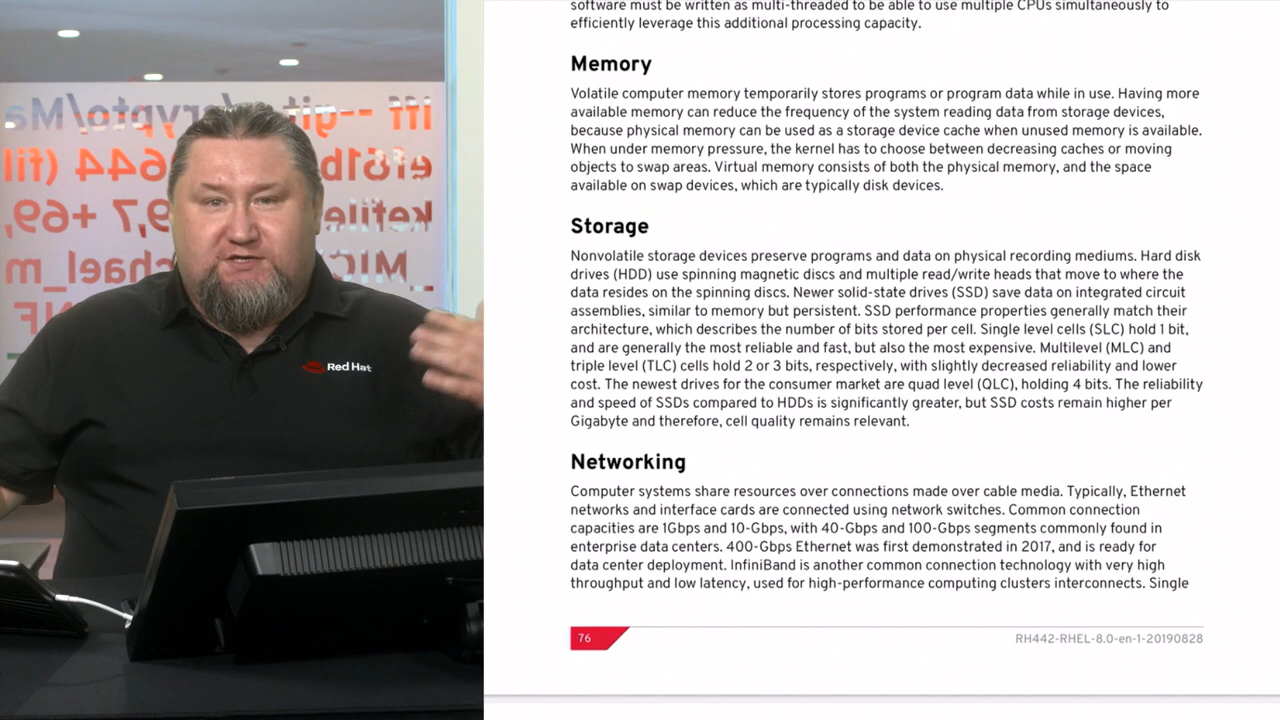 software must be written as multi-threaded to be able to use multiple CPUs simultaneously to
efficiently leverage this additional processing capacity.
Memory
Volatile computer memory temporarily stores programs or program data while in use. Having more
available memory can reduce the frequency of the system reading data from storage devices,
because physical memory can be used as a storage device cache when unused memory is available.
When under memory pressure, the kernel has to choose between decreasing caches or moving
objects to swap areas. Virtual memory consists of both the physical memory, and the space
available on swap devices, which are typically disk devices.
Storage
Nonvolatile storage devices preserve programs and data on physical recording mediums. Hard disk
drives (HDD) use spinning magnetic discs and multiple read/write heads that move to where the
data resides on the spinning discs. Newer solid-state drives (SSD) save data on integrated circuit
assemblies, similar to memory but persistent. SSD performance properties generally match their
architecture, which describes the number of bits stored per cell. Single level cells (SLC) hold 1 bit,
and are generally the most reliable and fast, but also the most expensive. Multilevel (MLC) and
triple level (TLC) cells hold 2 or 3 bits, respectively, with slightly decreased reliability and lower
cost. The newest drives for the consumer market are quad level (QLC), holding 4 bits. The reliability
and speed of SSDs compared to HDDs is significantly greater, but SSD costs remain higher per
Gigabyte and therefore, cell quality remains relevant.
Networking
Computer systems share resources over connections made over cable media. Typically, Ethernet
networks and interface cards are connected using network switches. Common connection
capacities are 1Gbps and 10-Gbps, with 40-Gbps and 100-Gbps segments commonly found in
enterprise data centers. 400-Gbps Ethernet was first demonstrated in 2017, and is ready for
data center deployment. InfiniBand is another common connection technology with very high
throughput and low latency, used for high-performance computing clusters interconnects. Single
76
RH442-RHEL-8.0-en-1-20190828
Red Hat